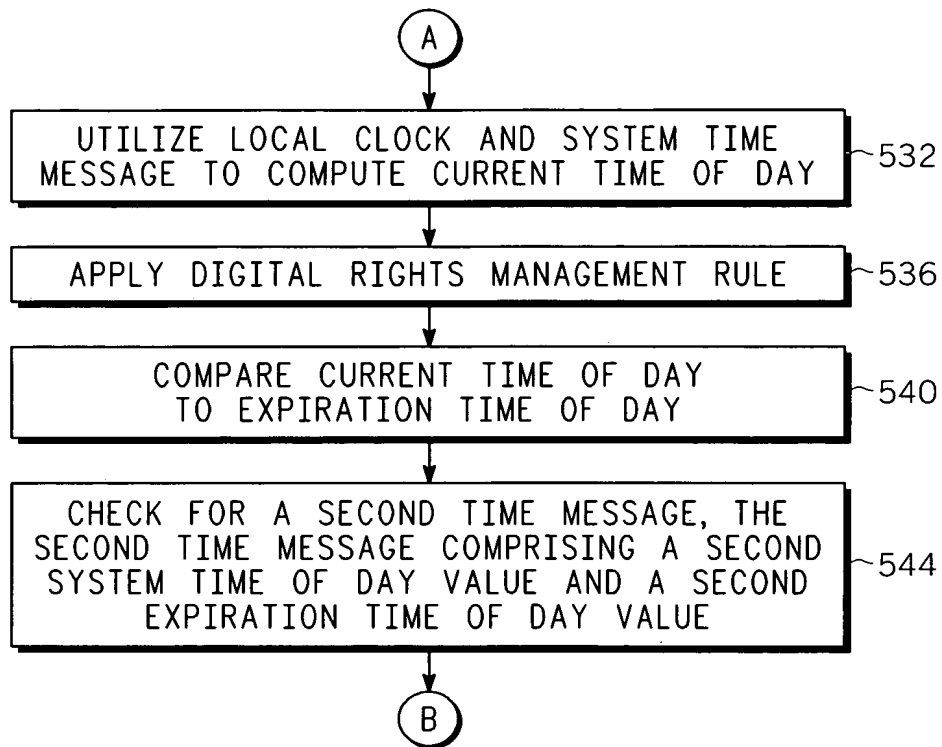 A
UTILIZE LOCAL CLOCK AND SYSTEM TIME
MESSAGE TO COMPUTE CURRENT TIME OF DAY
532
APPLY DIGITAL RIGHTS MANAGEMENT RULE
536
COMPARE CURRENT TIME OF DAY
TO EXPIRATION TIME OF DAY
540
CHECK FOR A SECOND TIME MESSAGE, THE
SECOND TIME MESSAGE COMPRISING A SECOND
SYSTEM TIME OF DAY VALUE AND A SECOND
EXPIRATION TIME OF DAY VALUE
544
B